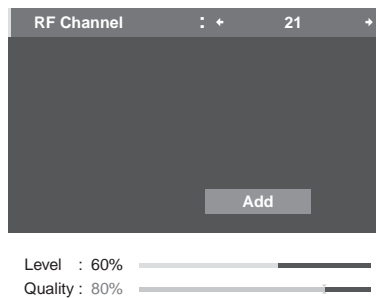 RF Channel : 21
Add
Level : 60%
Quality : 80%